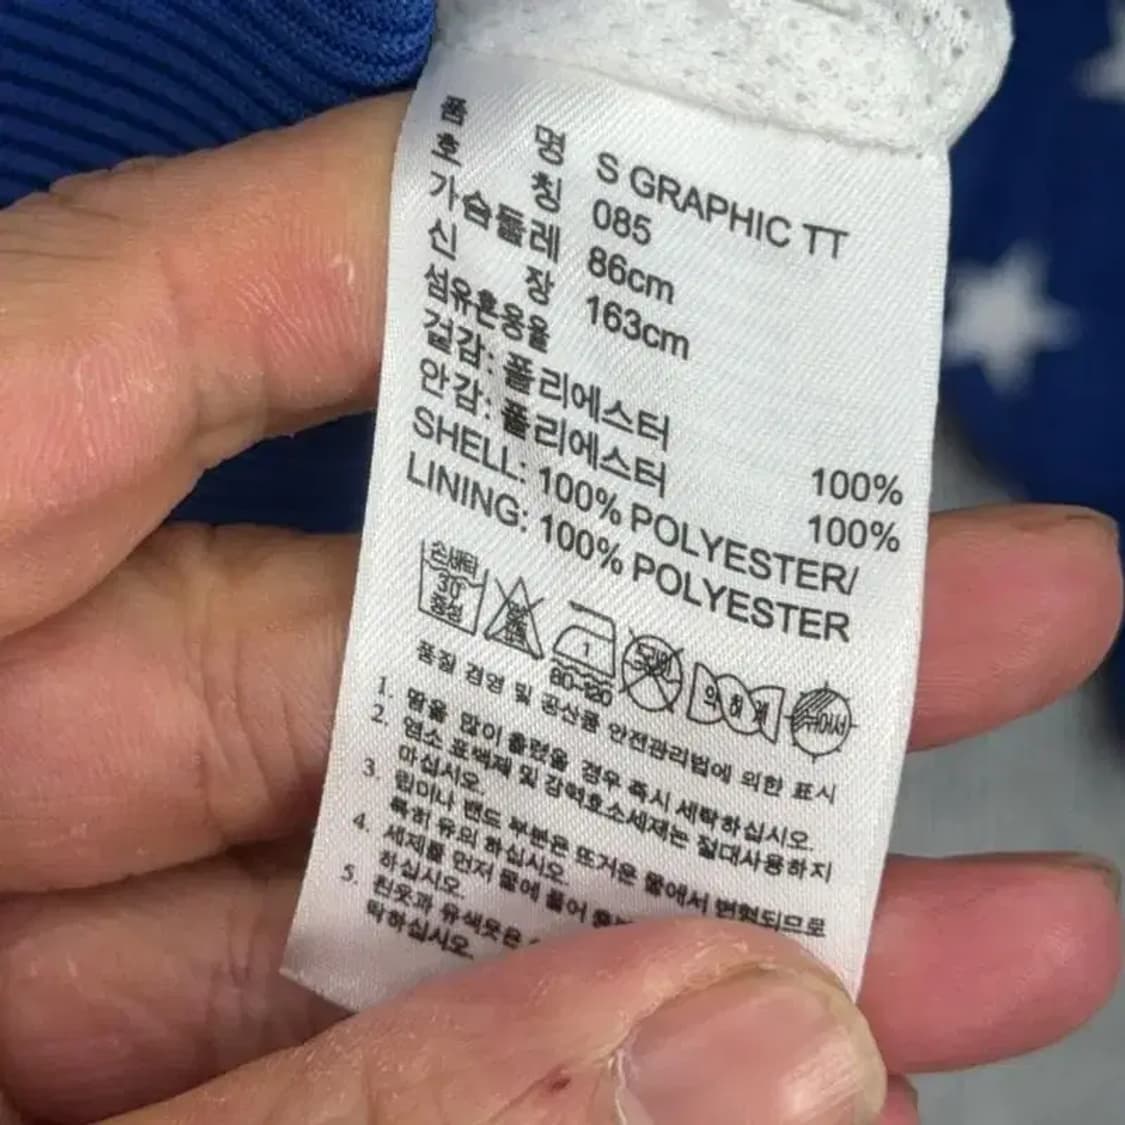 품 명 S GRAPHIC TT
호 칭 085
가슴둘레 86cm
신 장 163cm
섬유혼용율
겉감: 폴리에스터 100%
안감: 폴리에스터 100%
SHELL: 100% POLYESTER/
LINING: 100% POLYESTER
손세탁 30° 중성 1 80~120 드라이 약하게 뉘어서
품질 경영 및 공산품 안전관리법에 의한 표시
1. 땀을 많이 흘렸을 경우 즉시 세탁하십시오.
2. 염소 표백제 및 강력효소세제는 절대사용하지
마십시오.
3. 립이나 밴드 부분은 뜨거운 물에서 변형되므로
특히 유의 하십시오.
4. 세제를 먼저 물에 풀어
하십시오.
5. 흰옷과 유색옷은
탁하십시오.